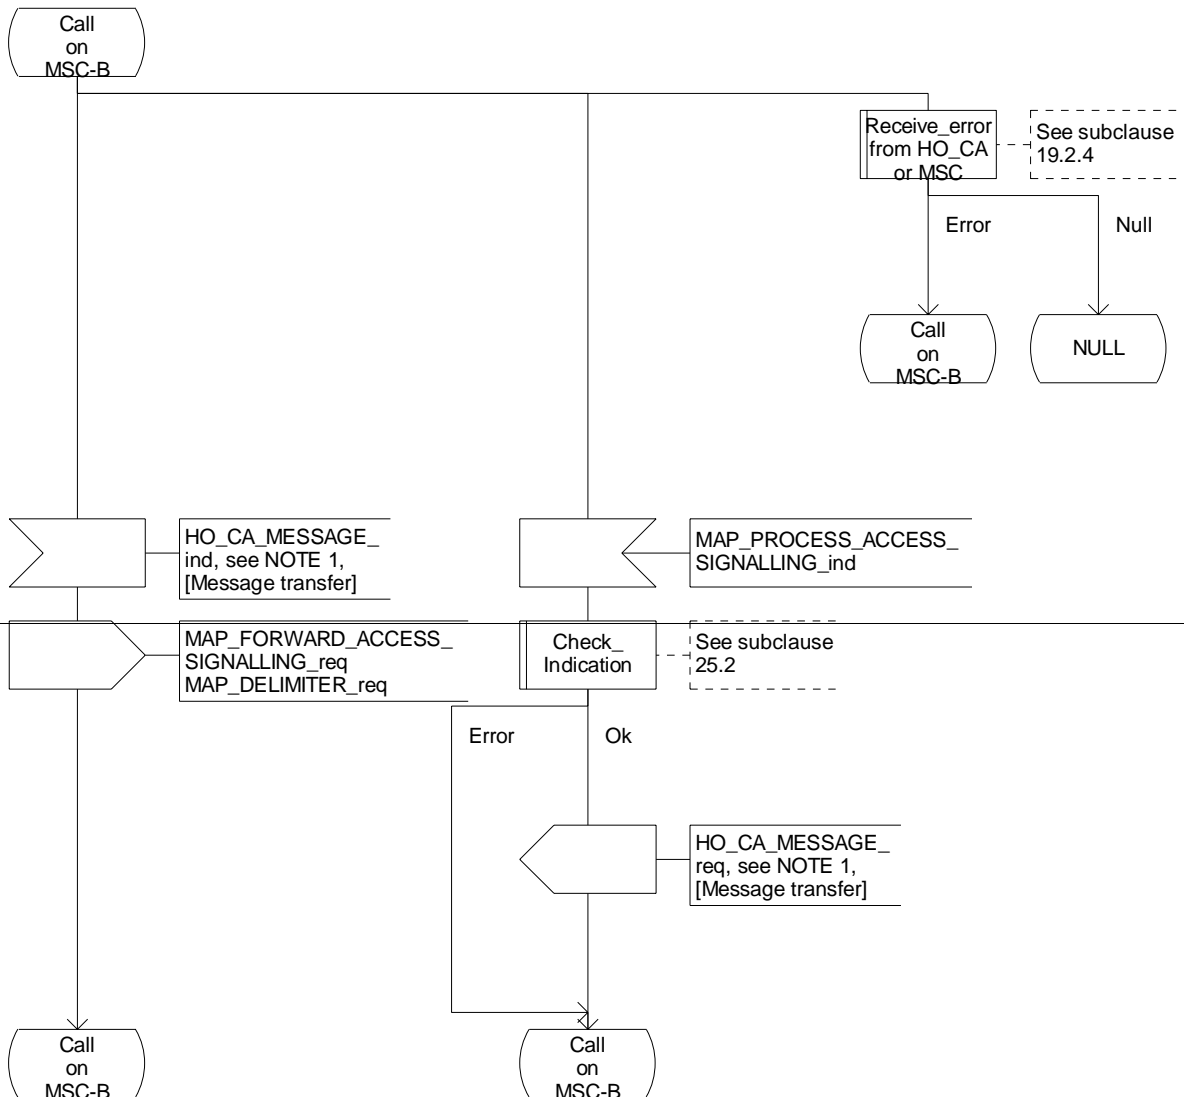 Call
on
MSC-B
Receive_error
from HO_CA
or MSC
See subclause
19.2.4
Error
Null
Call
on
MSC-B
NULL
HO_CA_MESSAGE_
ind, see NOTE 1,
[Message transfer]
MAP_PROCESS_ACCESS_
SIGNALLING_ind
MAP_FORWARD_ACCESS_
SIGNALLING_req
MAP_DELIMITER_req
Check_
Indication
See subclause
25.2
Error
Ok
HO_CA_MESSAGE_
req, see NOTE 1,
[Message transfer]
Call
on
MSC-B
Call
on
MSC-B